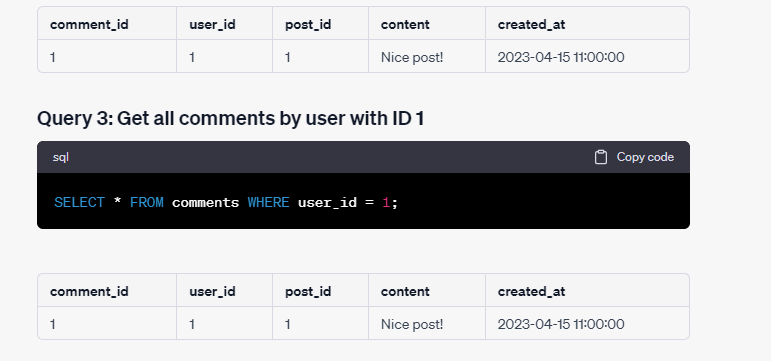 comment_id user_id post_id content created_at
1 1 1 Nice post! 2023-04-15 11:00:00
Query 3: Get all comments by user with ID 1
sql Copy code
SELECT * FROM comments WHERE user_id = 1;
comment_id user_id post_id content created_at
1 1 1 Nice post! 2023-04-15 11:00:00